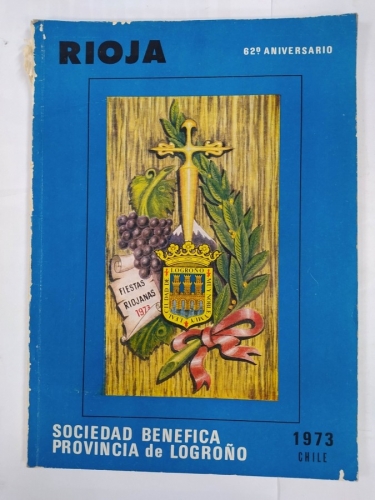 RIOJA
62º ANIVERSARIO
LOGROÑO
FIESTAS
RIOJANAS
1973
SOCIEDAD BENEFICA
PROVINCIA de LOGROÑO
1973
CHILE